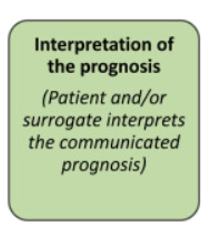 Interpretation of
the prognosis
(Patient and/or
surrogate interprets
the communicated
prognosis)